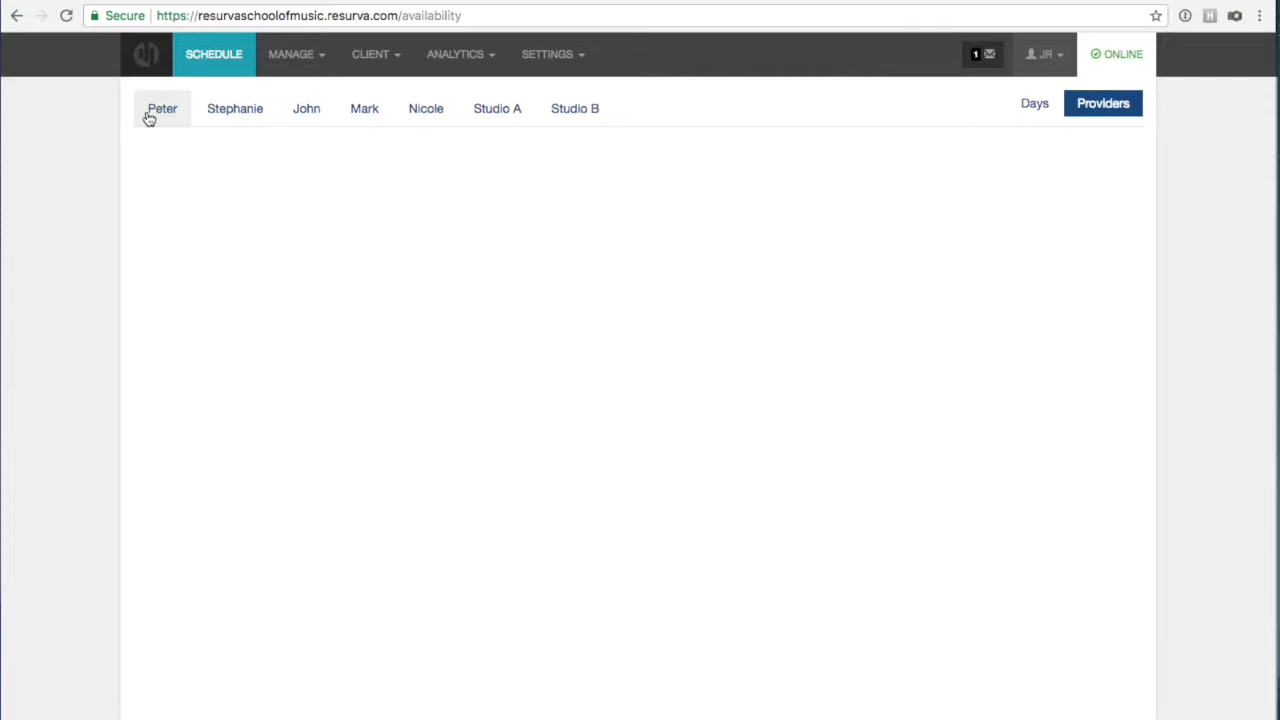 Secure https://resurvaschoolofmusic.resurva.com/availability
SCHEDULE MANAGE CLIENT ANALYTICS SETTINGS 1 JR ONLINE
Peter Stephanie John Mark Nicole Studio A Studio B Days Providers